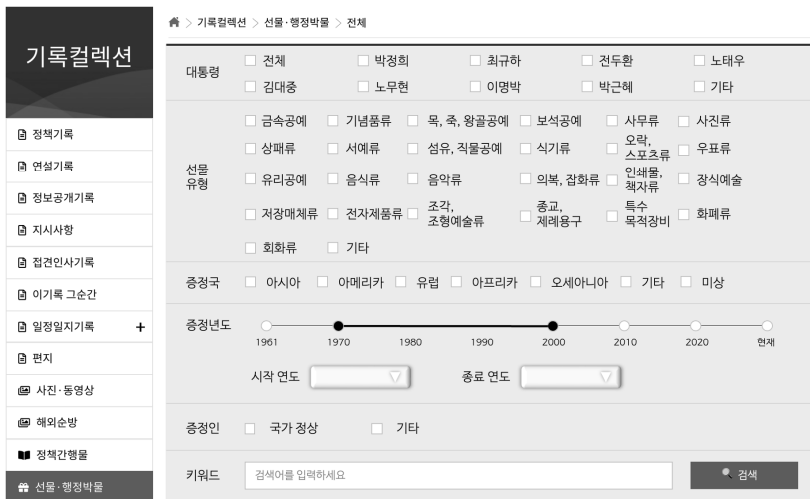 기록컬렉션 > 선물·행정박물 > 전체
기록컬렉션
정책기록
연설기록
정보공개기록
지시사항
접견인사기록
이기록 그순간
일정일지기록 +
편지
사진·동영상
해외순방
정책간행물
선물·행정박물
대통령
전체 박정희 최규하 전두환 노태우
김대중 노무현 이명박 박근혜 기타
선물
유형
금속공예 기념품류 목, 죽, 왕골공예 보석공예 사무류 사진류
상패류 서예류 섬유, 직물공예 식기류 오락,
스포츠류 우표류
유리공예 음식류 음악류 의복, 잡화류 인쇄물,
책자류 장식예술
저장매체류 전자제품류 조각,
조형예술류 종교,
제례용구 특수
목적장비 화폐류
회화류 기타
증정국 아시아 아메리카 유럽 아프리카 오세아니아 기타 미상
증정년도
1961 1970 1980 1990 2000 2010 2020 현재
시작 연도 종료 연도
증정인 국가 정상 기타
키워드 검색어를 입력하세요 검색